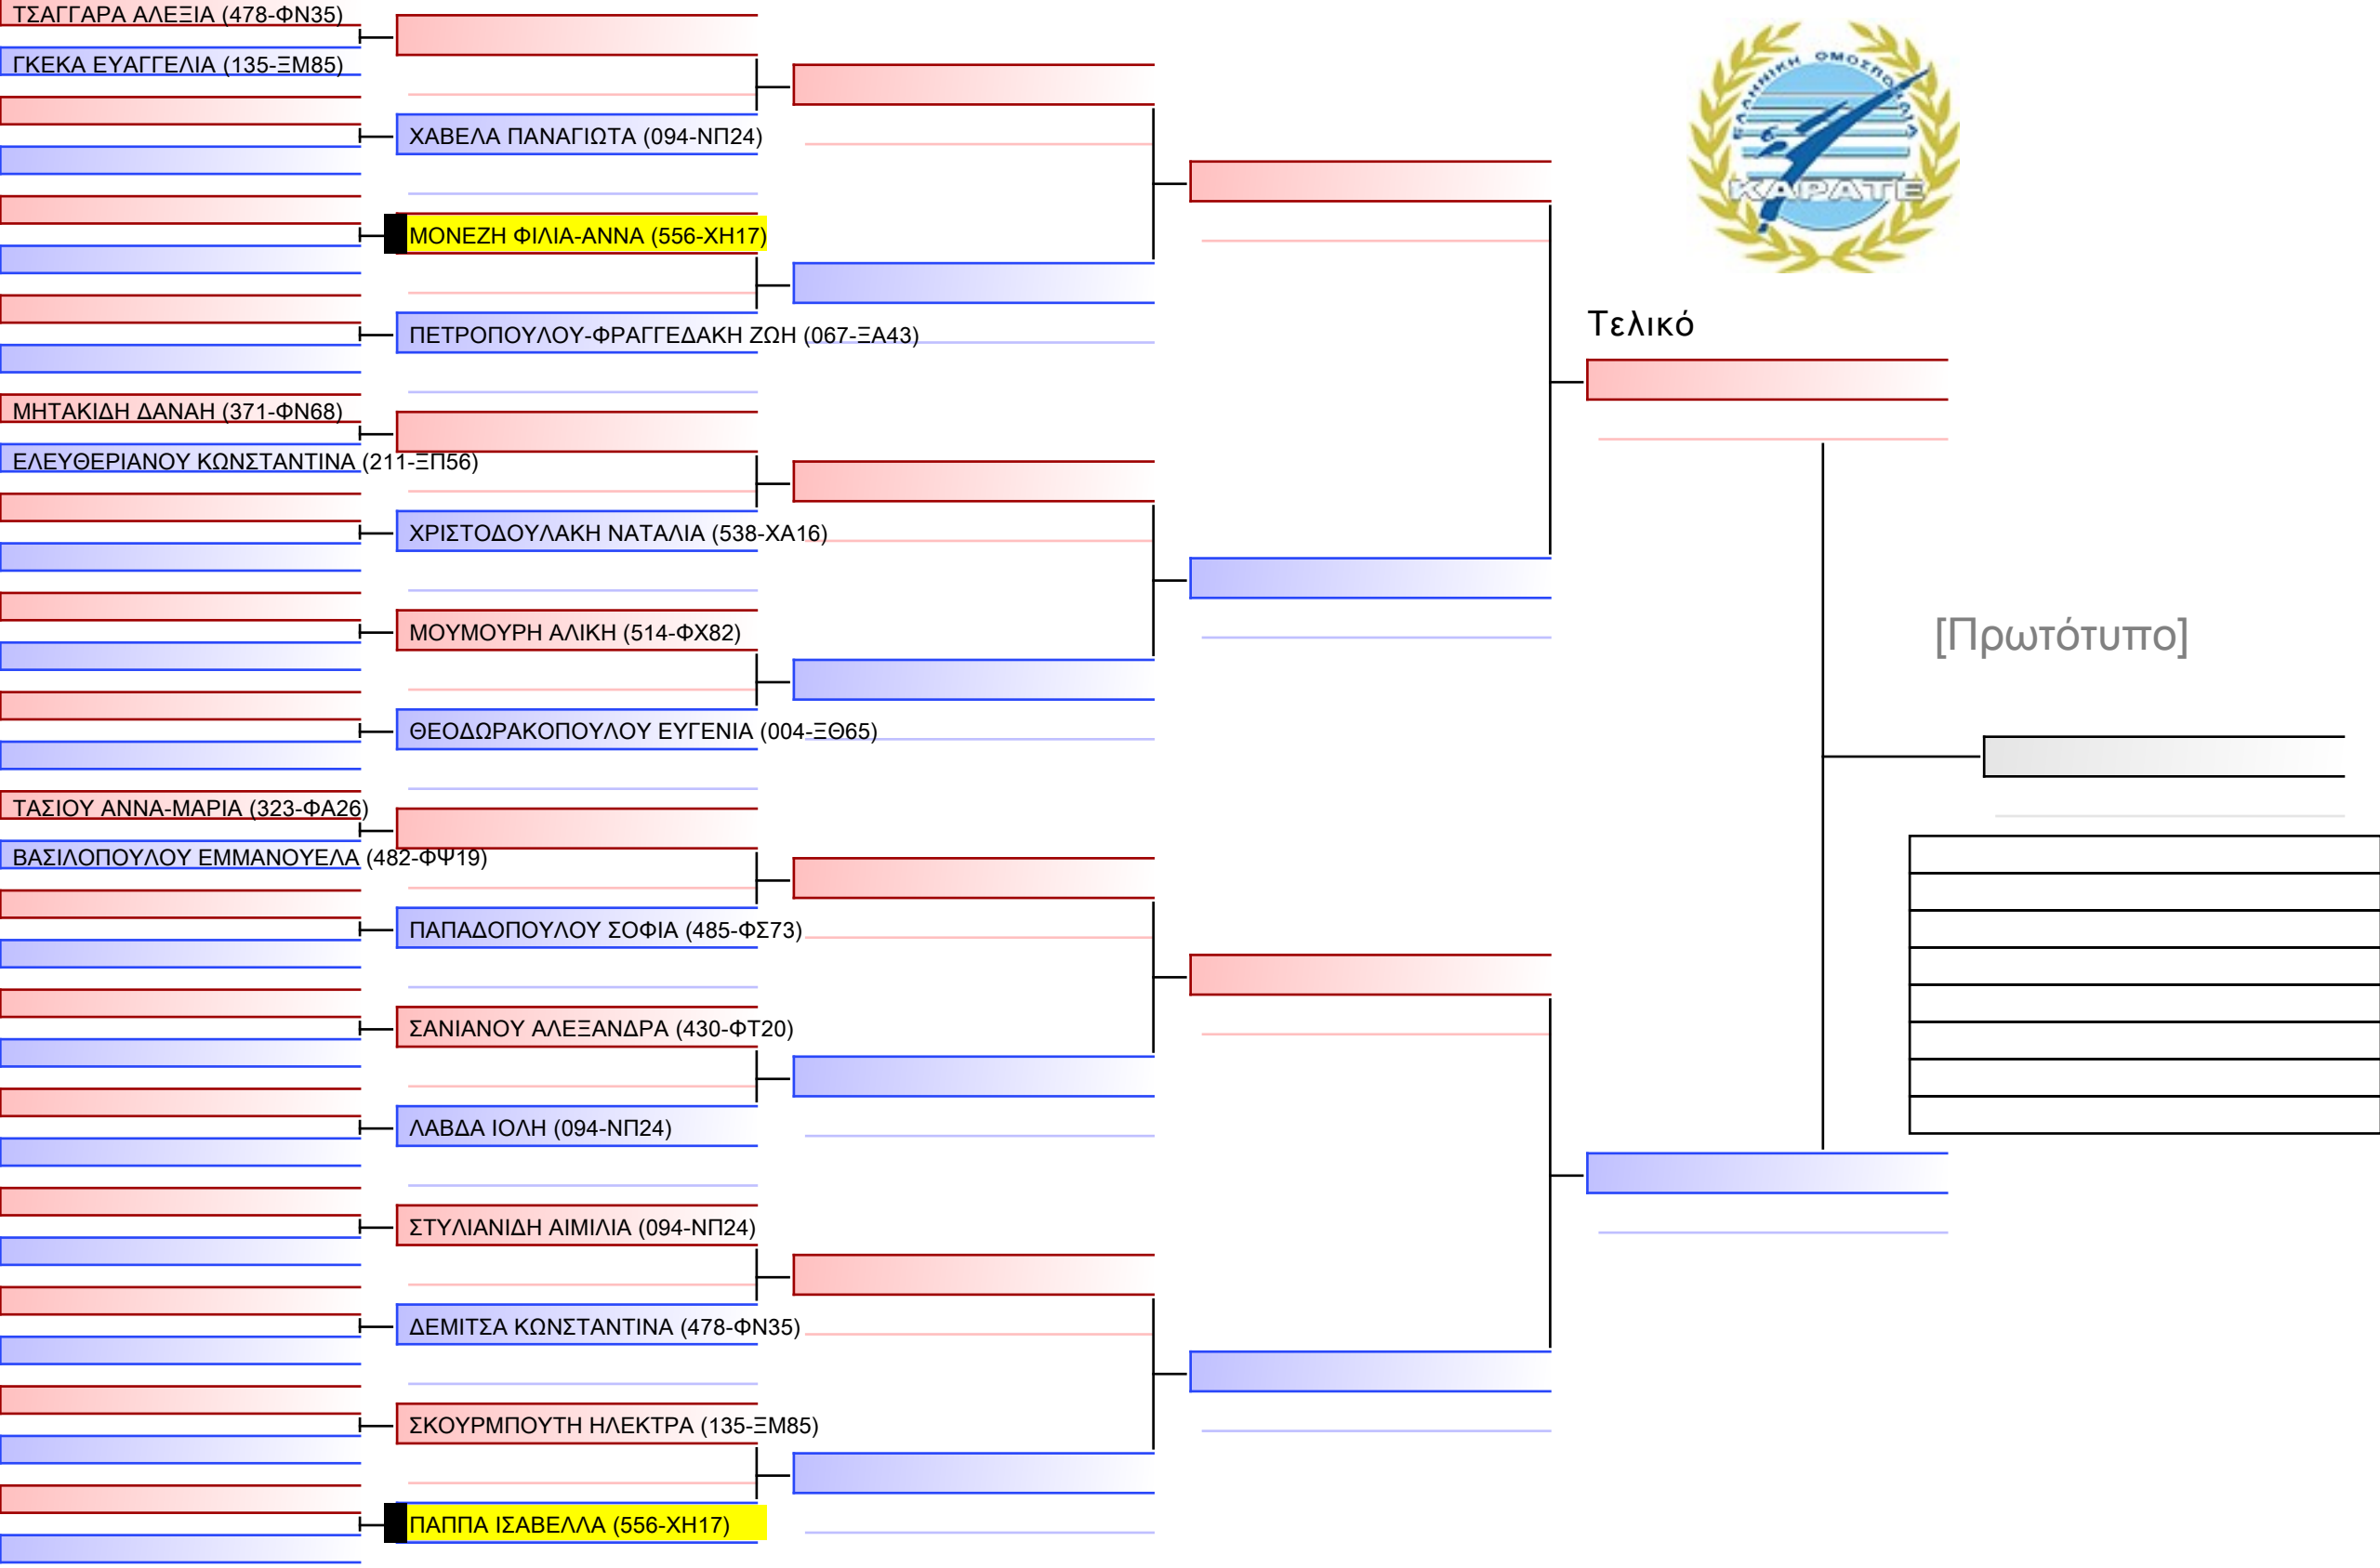 ΤΣΑΓΓΑΡΑ ΑΛΕΞΙΑ (478-ΦΝ35)
ΓΚΕΚΑ ΕΥΑΓΓΕΛΙΑ (135-ΞΜ85)
ΕΛΛΗΝΙΚΗ ΟΜΟΣΠΟΝΔΙΑ
ΚΑΡΑΤΕ
ΧΑΒΕΛΑ ΠΑΝΑΓΙΩΤΑ (094-ΝΠ24)
ΜΟΝΕΖΗ ΦΙΛΙΑ-ΑΝΝΑ (556-ΧΗ17)
ΠΕΤΡΟΠΟΥΛΟΥ-ΦΡΑΓΓΕΔΑΚΗ ΖΩΗ (067-ΞΑ43)
Τελικό
ΜΗΤΑΚΙΔΗ ΔΑΝΑΗ (371-ΦΝ68)
ΕΛΕΥΘΕΡΙΑΝΟΥ ΚΩΝΣΤΑΝΤΙΝΑ (211-ΞΠ56)
ΧΡΙΣΤΟΔΟΥΛΑΚΗ ΝΑΤΑΛΙΑ (538-ΧΑ16)
ΜΟΥΜΟΥΡΗ ΑΛΙΚΗ (514-ΦΧ82)
[Πρωτότυπο]
ΘΕΟΔΩΡΑΚΟΠΟΥΛΟΥ ΕΥΓΕΝΙΑ (004-ΞΘ65)
ΤΑΣΙΟΥ ΑΝΝΑ-ΜΑΡΙΑ (323-ΦΑ26)
ΒΑΣΙΛΟΠΟΥΛΟΥ ΕΜΜΑΝΟΥΕΛΑ (482-ΦΨ19)
ΠΑΠΑΔΟΠΟΥΛΟΥ ΣΟΦΙΑ (485-ΦΣ73)
ΣΑΝΙΑΝΟΥ ΑΛΕΞΑΝΔΡΑ (430-ΦΤ20)
ΛΑΒΔΑ ΙΟΛΗ (094-ΝΠ24)
ΣΤΥΛΙΑΝΙΔΗ ΑΙΜΙΛΙΑ (094-ΝΠ24)
ΔΕΜΙΤΣΑ ΚΩΝΣΤΑΝΤΙΝΑ (478-ΦΝ35)
ΣΚΟΥΡΜΠΟΥΤΗ ΗΛΕΚΤΡΑ (135-ΞΜ85)
ΠΑΠΠΑ ΙΣΑΒΕΛΛΑ (556-ΧΗ17)